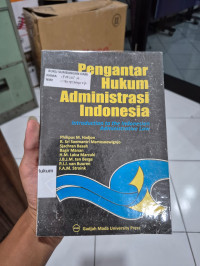 Pengantar
Hukum
Administrasi
Indonesia
Introduction to the Indonesian
Administrative Law
Philipus M. Hadjon
R. Sri Soemantri Martosoewignjo
Sjachran Basah
Bagir Manan
H.M. Laica Marzuki
J.B.J.M. ten Berge
P.J.J. van Buuren
F.A.M. Stroink
hukum
Gadjah Mada University Press